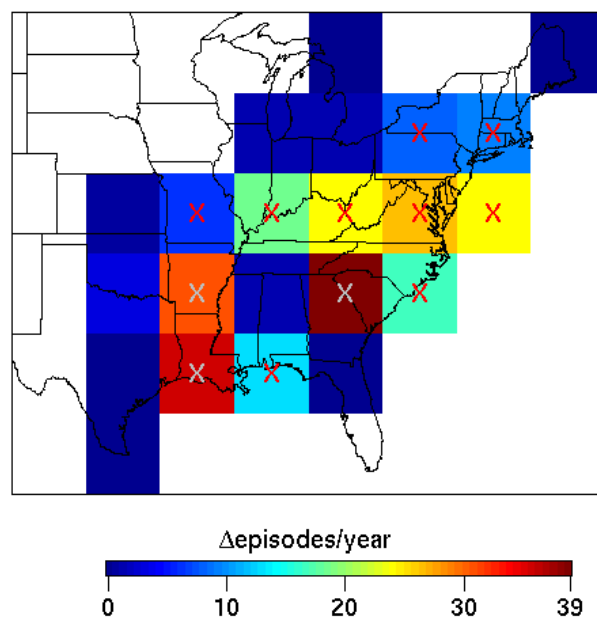 X X
X X X X X
X X X
X X
Δepisodes/year
0 10 20 30 39